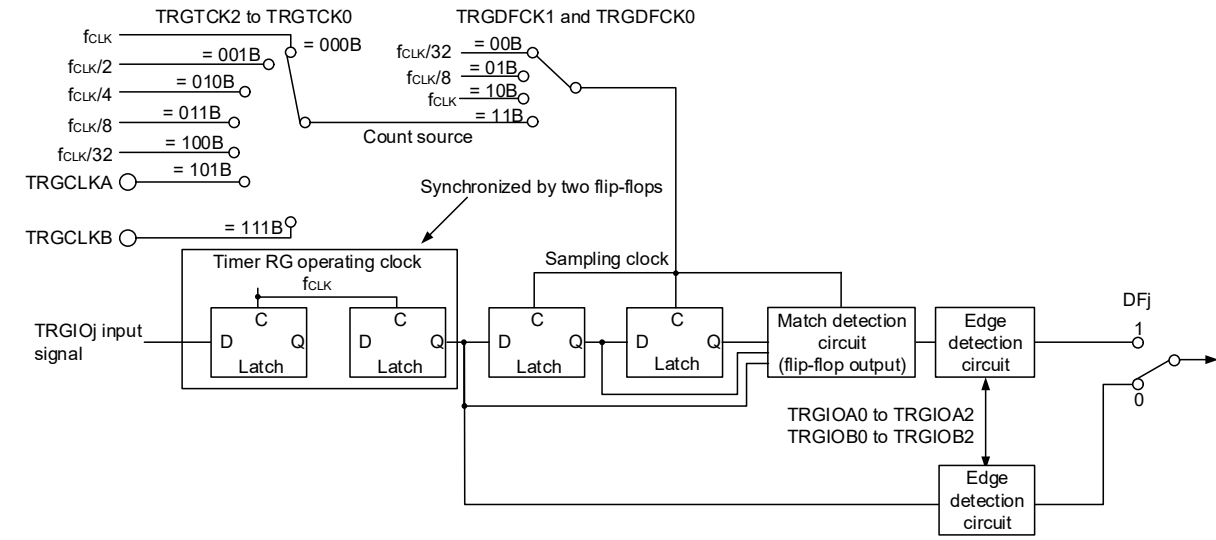 TRGTCK2 to TRGTCK0
TRGDFCK1 and TRGDFCK0
fCLK
= 000B
fCLK/2
= 001B
fCLK/4
= 010B
fCLK/8
= 011B
fCLK/32
= 100B
TRGCLKA
= 101B
TRGCLKB
= 111B
fCLK/32
= 00B
fCLK/8
= 01B
fCLK
= 10B
= 11B
Count source
Synchronized by two flip-flops
Timer RG operating clock
fCLK
Sampling clock
TRGIOj input
signal
C
D
Q
Latch
C
D
Q
Latch
C
D
Q
Latch
C
D
Q
Latch
Match detection
circuit
(flip-flop output)
Edge
detection
circuit
DFj
1
0
TRGIOA0 to TRGIOA2
TRGIOB0 to TRGIOB2
Edge
detection
circuit